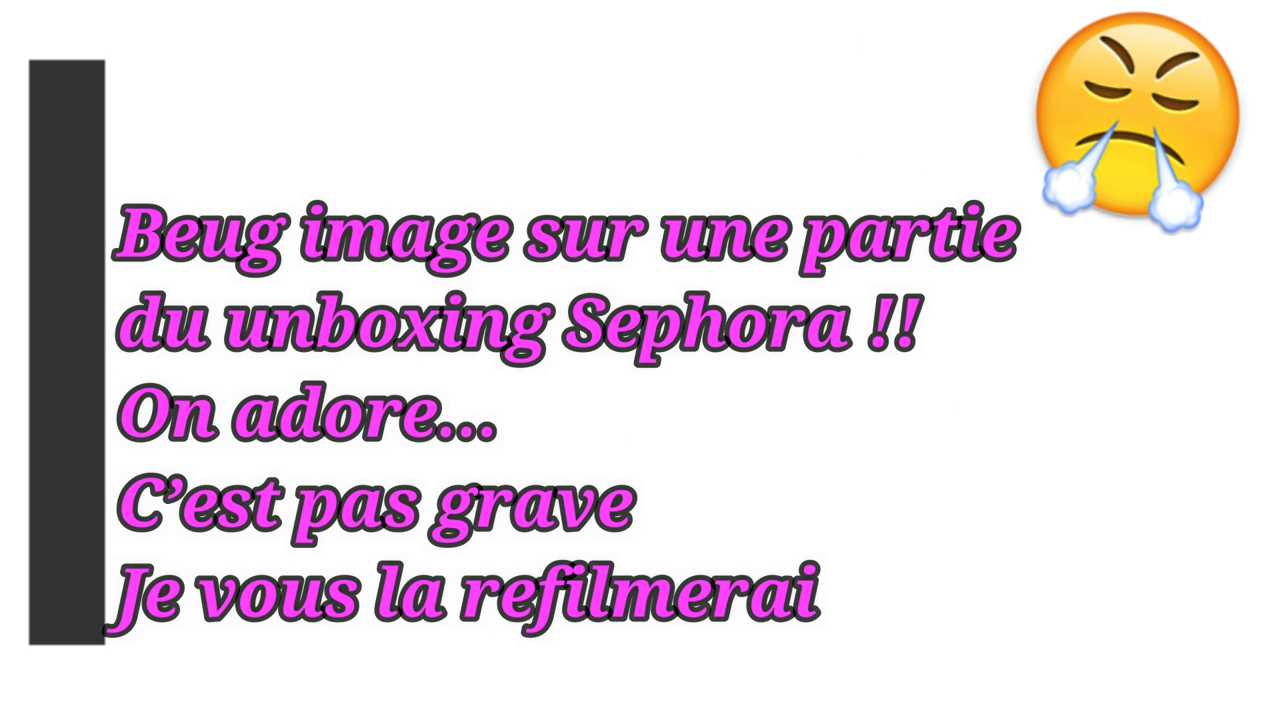 Beug image sur une partie
du unboxing Sephora !!
On adore...
C’est pas grave
Je vous la refilmerai